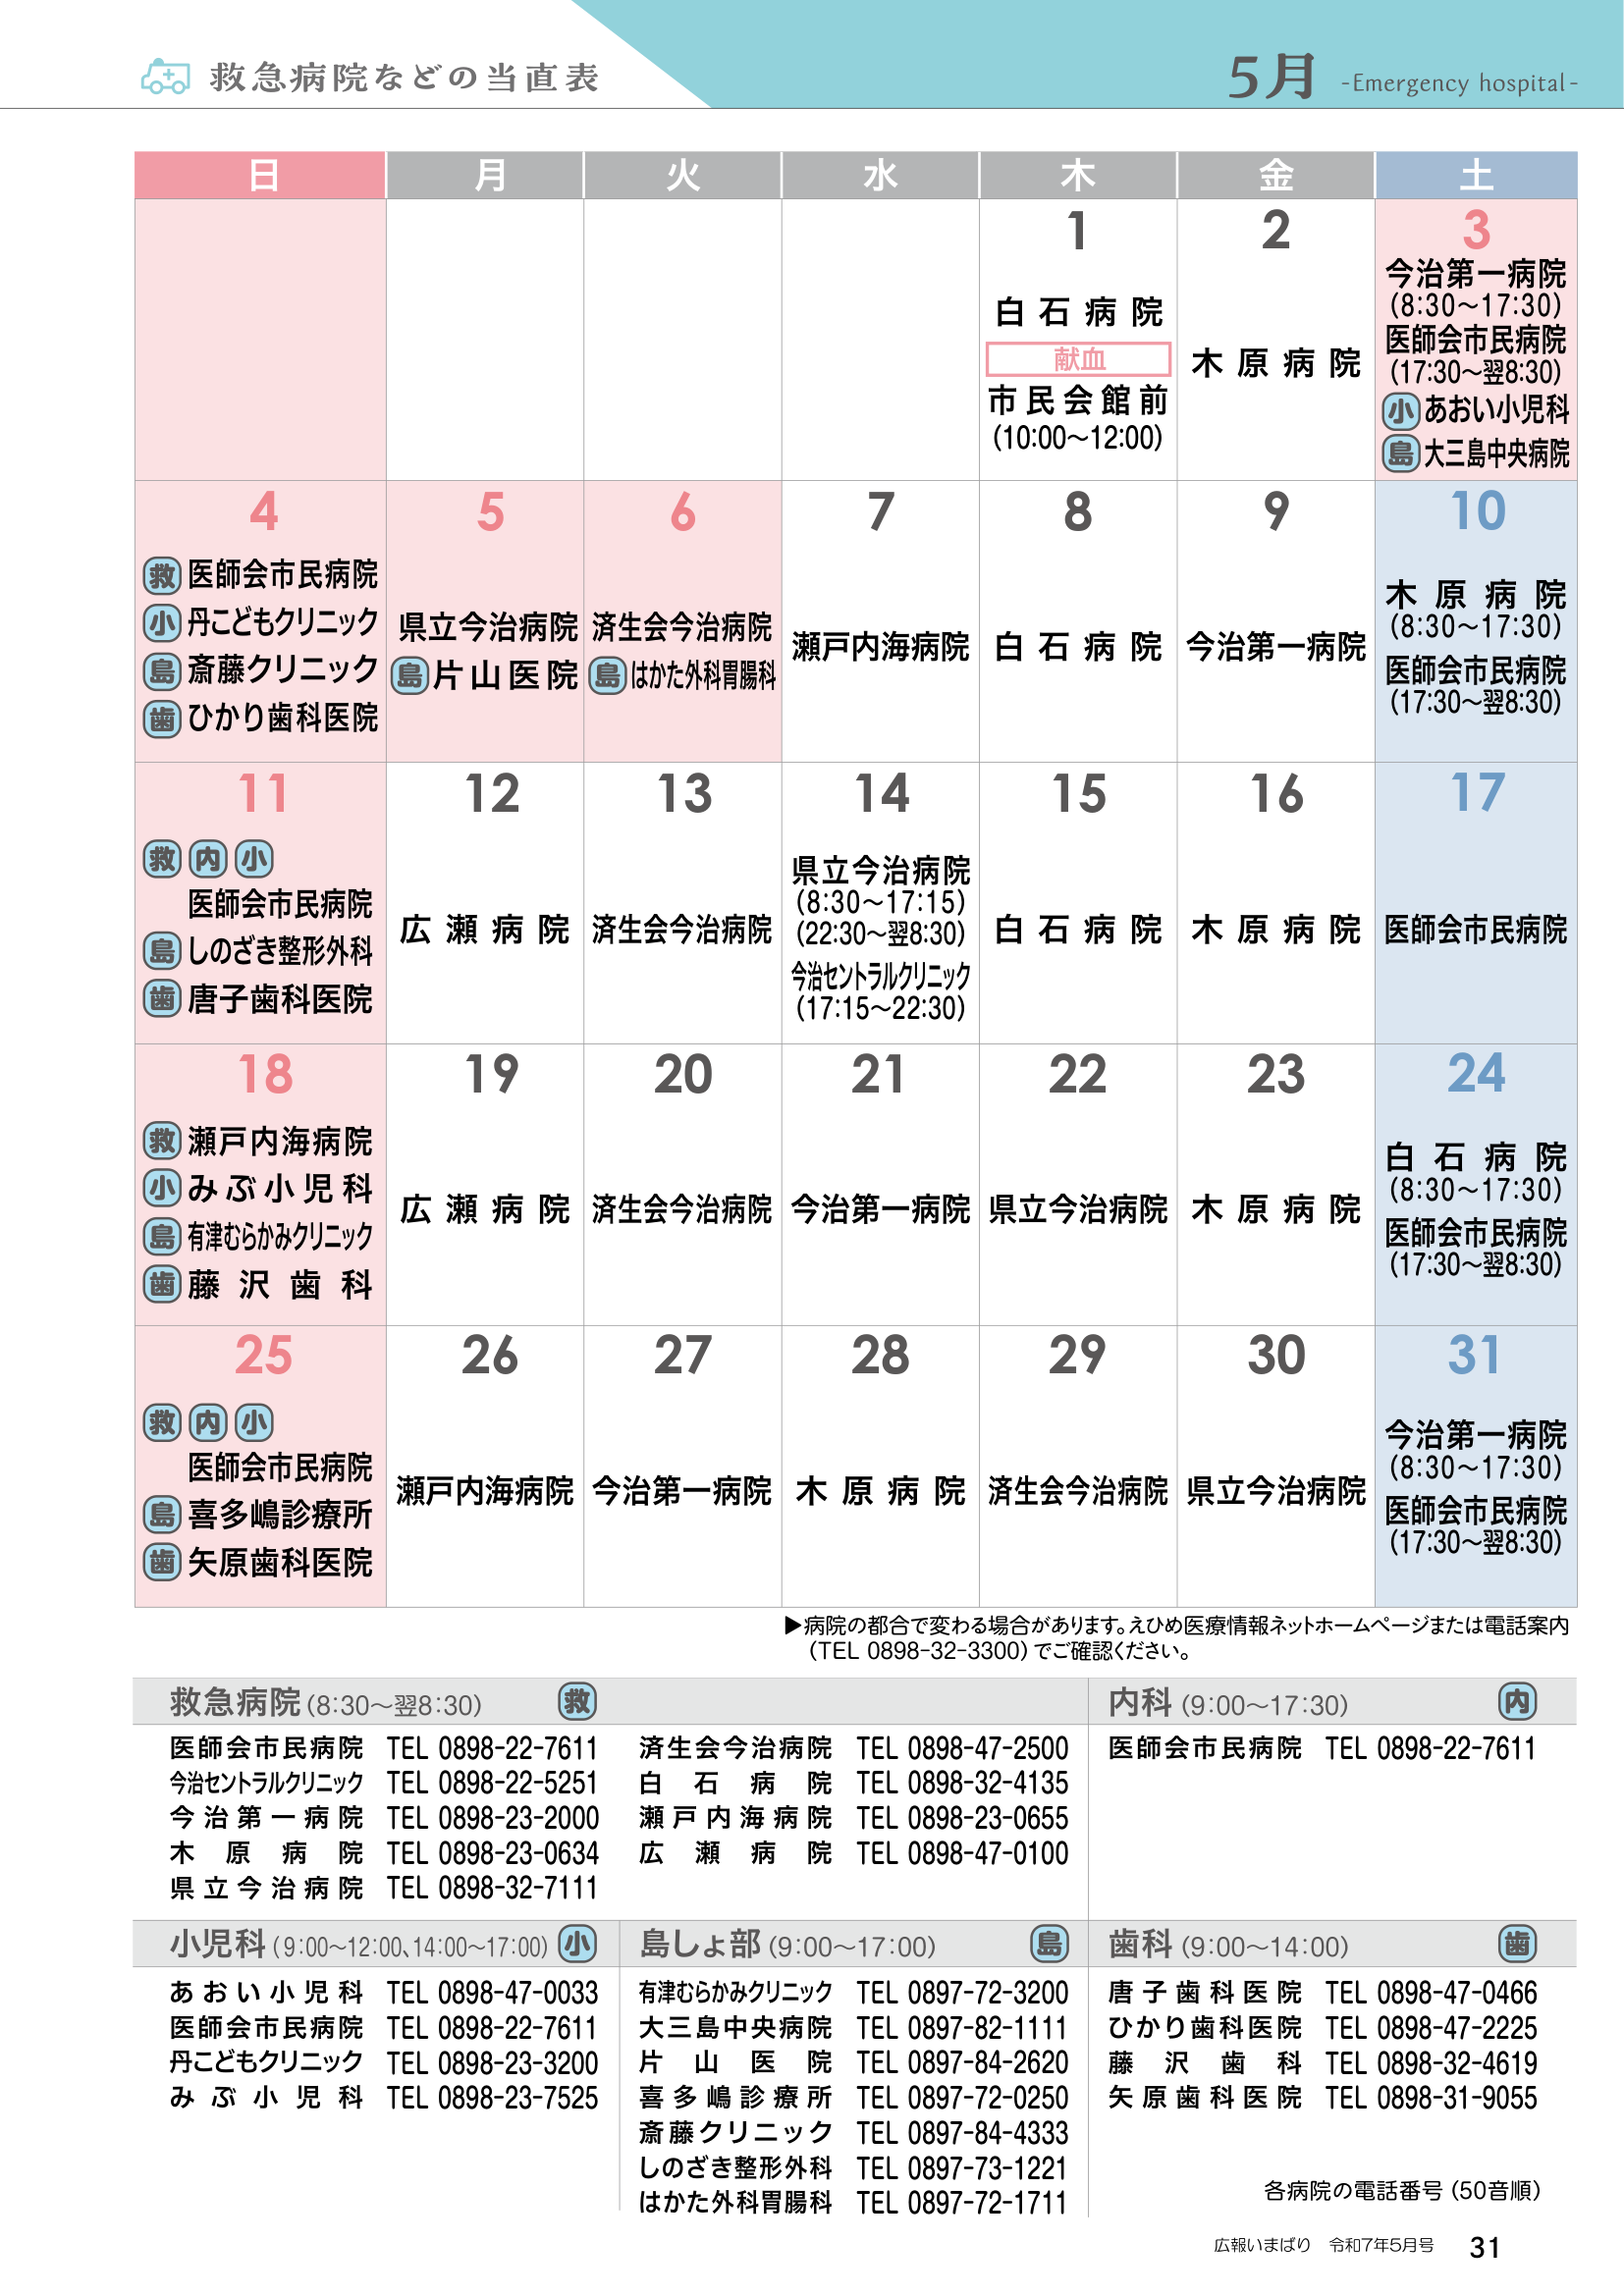 救急病院などの当直表
5月 -Emergency hospital-
日 月 火 水 木 金 土
1
白石病院
献血
市民会館前
(10:00～12:00)
2
木原病院
3
今治第一病院
(8:30～17:30)
医師会市民病院
(17:30～翌8:30)
小 あおい小児科
島 大三島中央病院
4
救 医師会市民病院
小 丹こどもクリニック
島 斎藤クリニック
歯 ひかり歯科医院
5
県立今治病院
島 片山医院
6
済生会今治病院
島 はかた外科胃腸科
7
瀬戸内海病院
8
白石病院
9
今治第一病院
10
木原病院
(8:30～17:30)
医師会市民病院
(17:30～翌8:30)
11
救 内 小
医師会市民病院
島 しのざき整形外科
歯 唐子歯科医院
12
広瀬病院
13
済生会今治病院
14
県立今治病院
(8:30～17:15)
(22:30～翌8:30)
今治セントラルクリニック
(17:15～22:30)
15
白石病院
16
木原病院
17
医師会市民病院
18
救 瀬戸内海病院
小 みぶ小児科
島 有津むらかみクリニック
歯 藤沢歯科
19
広瀬病院
20
済生会今治病院
21
今治第一病院
22
県立今治病院
23
木原病院
24
白石病院
(8:30～17:30)
医師会市民病院
(17:30～翌8:30)
25
救 内 小
医師会市民病院
島 喜多嶋診療所
歯 矢原歯科医院
26
瀬戸内海病院
27
今治第一病院
28
木原病院
29
済生会今治病院
30
県立今治病院
31
今治第一病院
(8:30～17:30)
医師会市民病院
(17:30～翌8:30)
▶病院の都合で変わる場合があります。えひめ医療情報ネットホームページまたは電話案内
(TEL 0898-32-3300)でご確認ください。
救急病院(8:30～翌8:30) 救
医師会市民病院 TEL 0898-22-7611
今治セントラルクリニック TEL 0898-22-5251
今治第一病院 TEL 0898-23-2000
木原病院 TEL 0898-23-0634
県立今治病院 TEL 0898-32-7111
済生会今治病院 TEL 0898-47-2500
白石病院 TEL 0898-32-4135
瀬戸内海病院 TEL 0898-23-0655
広瀬病院 TEL 0898-47-0100
内科(9:00～17:30) 内
医師会市民病院 TEL 0898-22-7611
小児科(9:00～12:00、14:00～17:00) 小
あおい小児科 TEL 0898-47-0033
医師会市民病院 TEL 0898-22-7611
丹こどもクリニック TEL 0898-23-3200
みぶ小児科 TEL 0898-23-7525
島しょ部(9:00～17:00) 島
有津むらかみクリニック TEL 0897-72-3200
大三島中央病院 TEL 0897-82-1111
片山医院 TEL 0897-84-2620
喜多嶋診療所 TEL 0897-72-0250
斎藤クリニック TEL 0897-84-4333
しのざき整形外科 TEL 0897-73-1221
はかた外科胃腸科 TEL 0897-72-1711
歯科(9:00～14:00) 歯
唐子歯科医院 TEL 0898-47-0466
ひかり歯科医院 TEL 0898-47-2225
藤沢歯科 TEL 0898-32-4619
矢原歯科医院 TEL 0898-31-9055
各病院の電話番号(50音順)
広報いまばり 令和7年5月号 31